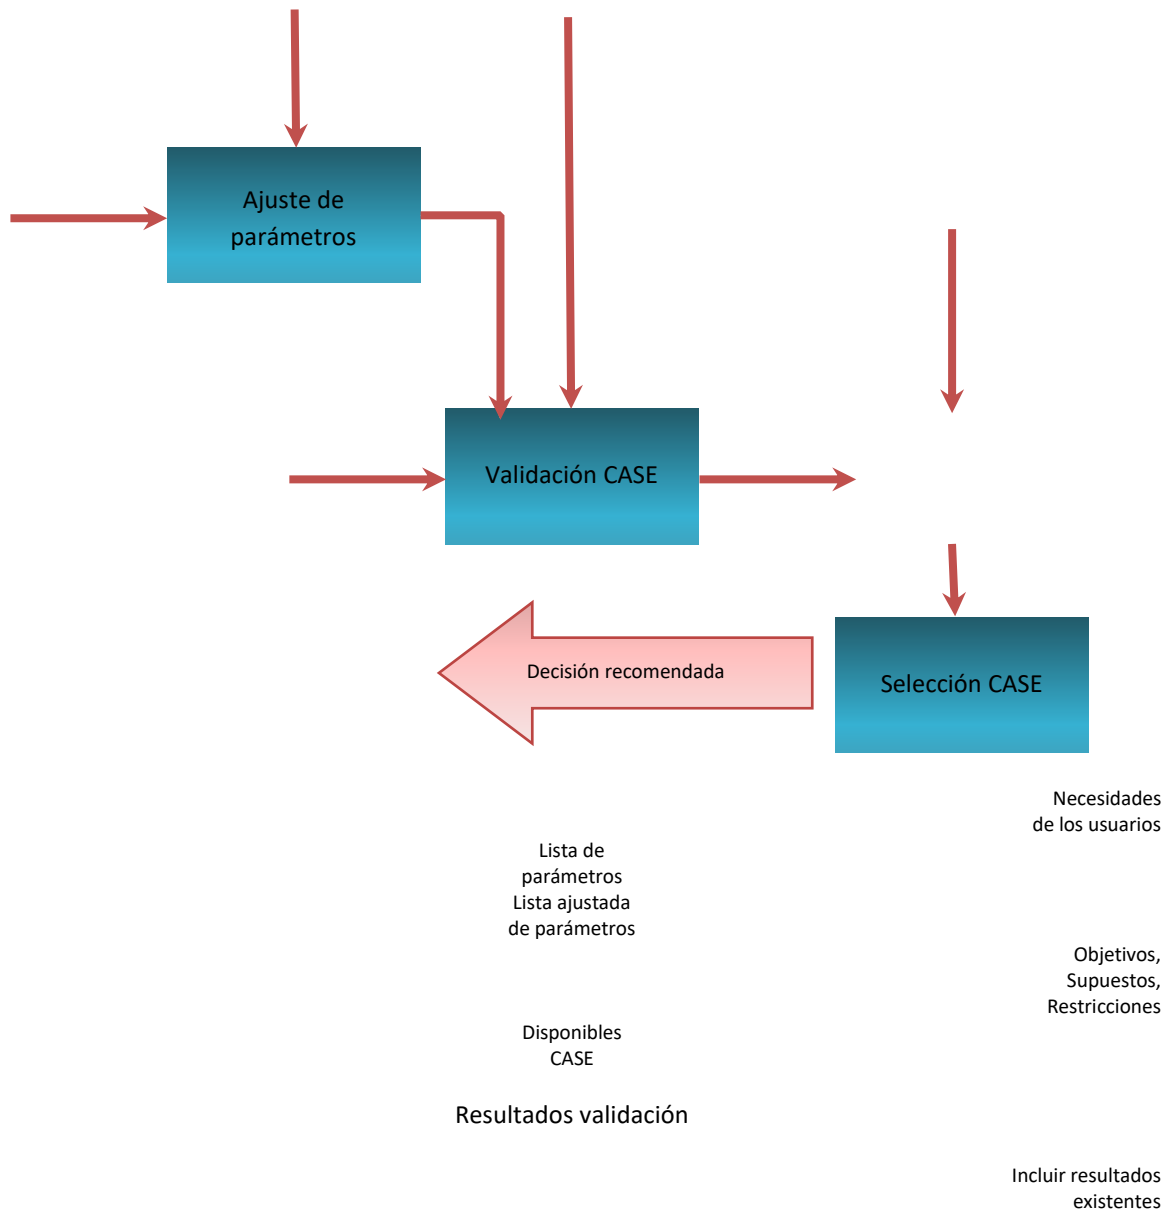 Ajuste de
parámetros
Validación CASE
Decisión recomendada
Selección CASE
Necesidades
de los usuarios
Lista de
parámetros
Lista ajustada
de parámetros
Objetivos,
Supuestos,
Restricciones
Disponibles
CASE
Resultados validación
Incluir resultados
existentes